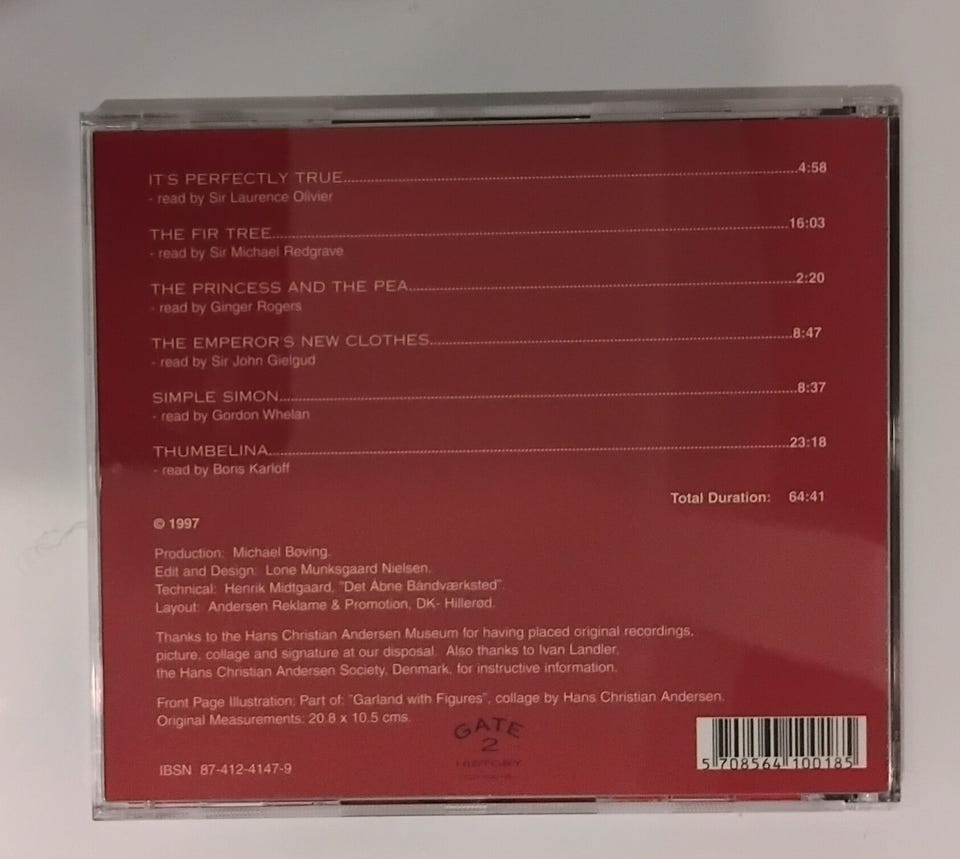 IT'S PERFECTLY TRUE.....4:58
- read by Sir Laurence Olivier
THE FIR TREE.....16:03
- read by Sir Michael Redgrave
THE PRINCESS AND THE PEA.....2:20
- read by Ginger Rogers
THE EMPEROR'S NEW CLOTHES.....8:47
- read by Sir John Gielgud
SIMPLE SIMON.....8:37
- read by Gordon Whelan
THUMBELINA.....23:18
- read by Boris Karloff
Total Duration: 64:41
© 1997
Production: Michael Bøving.
Edit and Design: Lone Munksgaard Nielsen.
Technical: Henrik Midtgaard, "Det Åbne Båndværksted".
Layout: Andersen Reklame & Promotion, DK- Hillerød.
Thanks to the Hans Christian Andersen Museum for having placed original recordings,
picture, collage and signature at our disposal. Also thanks to Ivan Landler,
the Hans Christian Andersen Society, Denmark, for instructive information.
Front Page Illustration: Part of: "Garland with Figures", collage by Hans Christian Andersen.
Original Measurements: 20.8 x 10.5 cms.
GATE
2
HISTORY
IBSN 87-412-4147-9
5 708564 100185